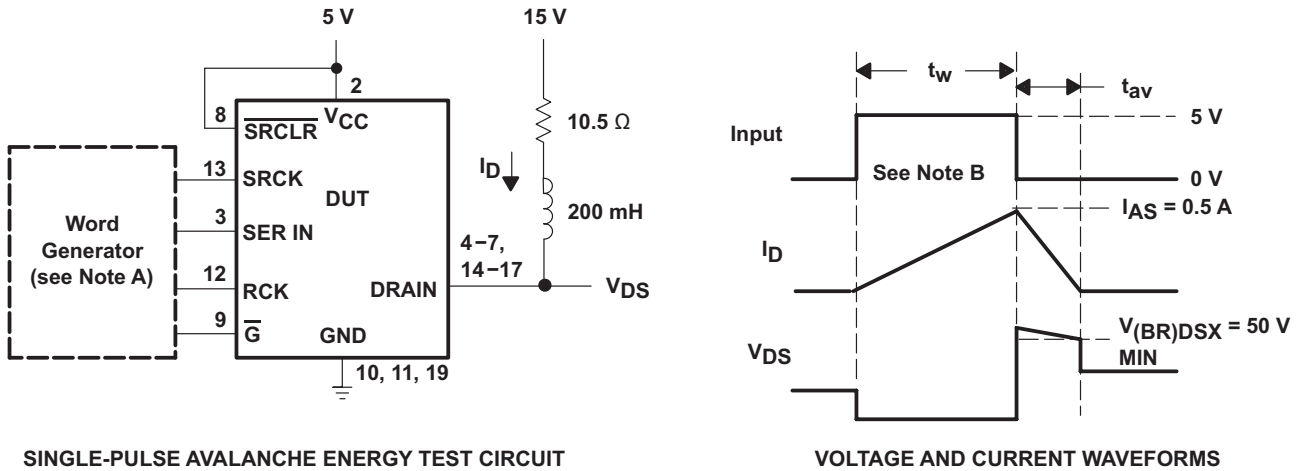 5 V
15 V
2
8
SRCLR
VCC
10.5 Ω
ID
13
SRCK
DUT
200 mH
Word
Generator
(see Note A)
3
SER IN
4−7,
14−17
12
RCK
DRAIN
VDS
9
G
GND
10, 11, 19
SINGLE-PULSE AVALANCHE ENERGY TEST CIRCUIT
tw
tav
Input
5 V
See Note B
0 V
IAS = 0.5 A
ID
V(BR)DSX = 50 V
MIN
VDS
VOLTAGE AND CURRENT WAVEFORMS